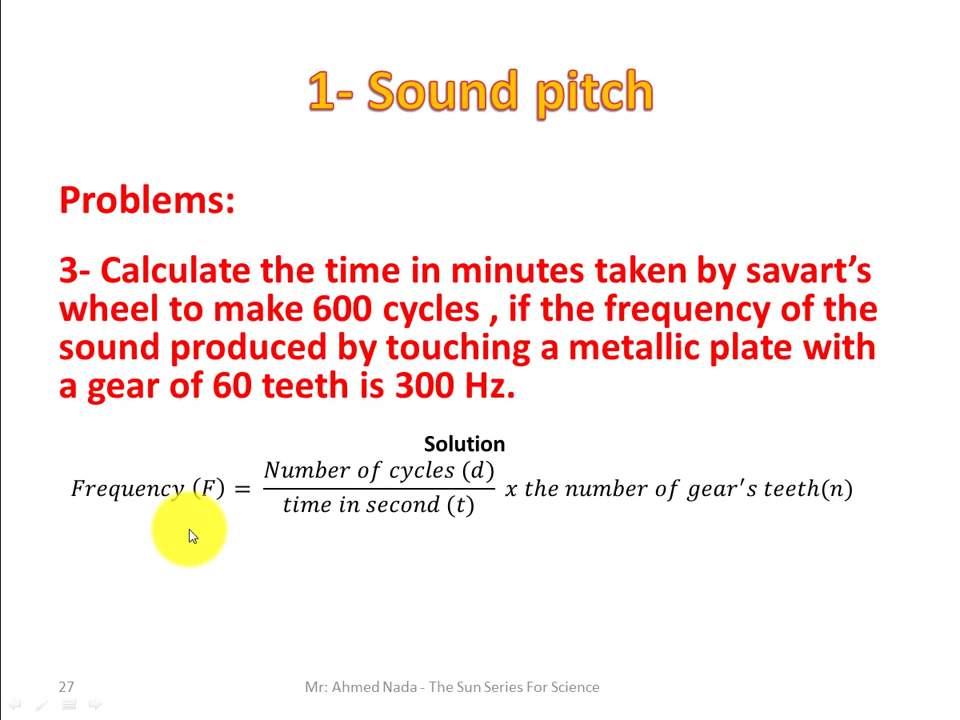 1- Sound pitch
Problems:
3- Calculate the time in minutes taken by savart’s
wheel to make 600 cycles , if the frequency of the
sound produced by touching a metallic plate with
a gear of 60 teeth is 300 Hz.
Solution
Frequency (F) = Number of cycles (d) / time in second (t) x the number of gear′s teeth(n)
27
Mr: Ahmed Nada - The Sun Series For Science